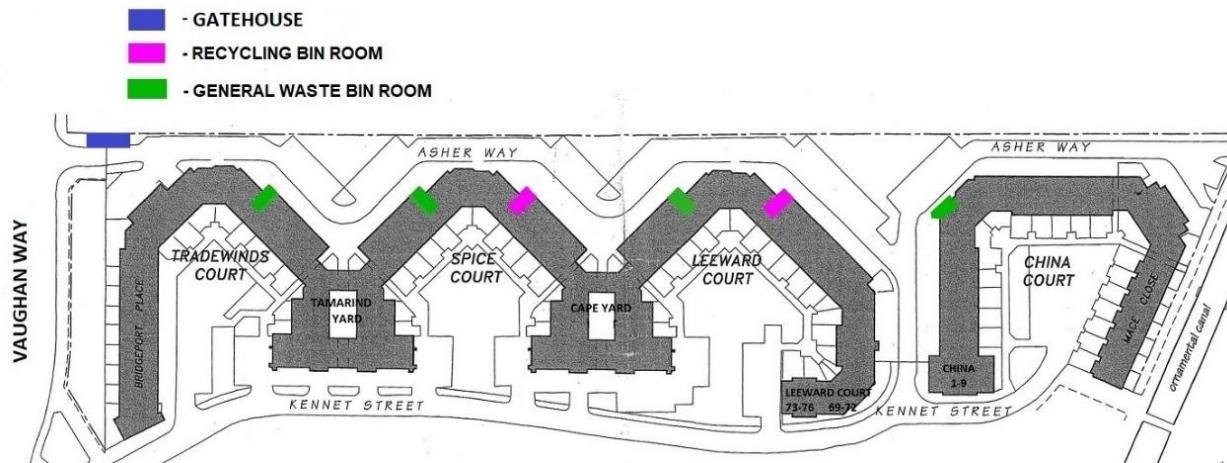 - GATEHOUSE
- RECYCLING BIN ROOM
- GENERAL WASTE BIN ROOM
VAUGHAN WAY
ASHER WAY
ASHER WAY
TRADEWINDS
COURT
SPICE
COURT
LEEWARD
COURT
CHINA
COURT
TAMARIND
YARD
CAPE YARD
BRIDGEPORT PLACE
MACE CLOSE
ornamental canal
CHINA
1-9
LEEWARD COURT
73-76 69-72
KENNET STREET
KENNET STREET